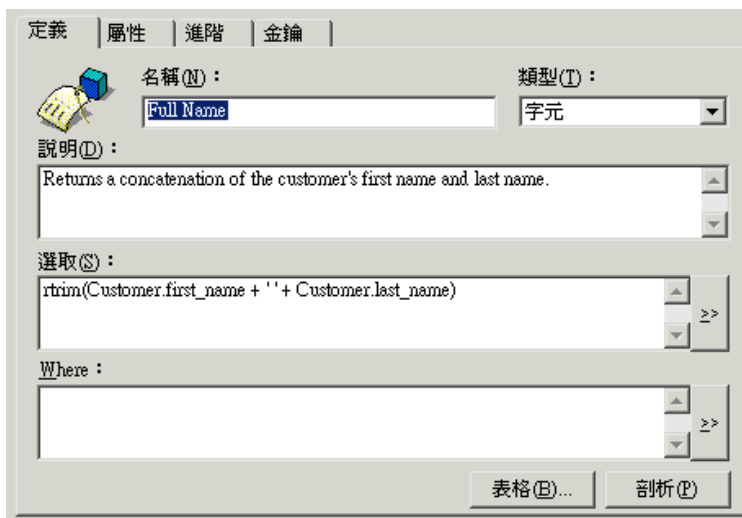 定義 屬性 進階 金鑰
名稱(N)： 類型(T)：
Full Name 字元
說明(D)：
Returns a concatenation of the customer's first name and last name.
選取(S)：
rtrim(Customer.first_name + ' '+ Customer.last_name)
>>
Where：
>>
表格(B)... 剖析(P)